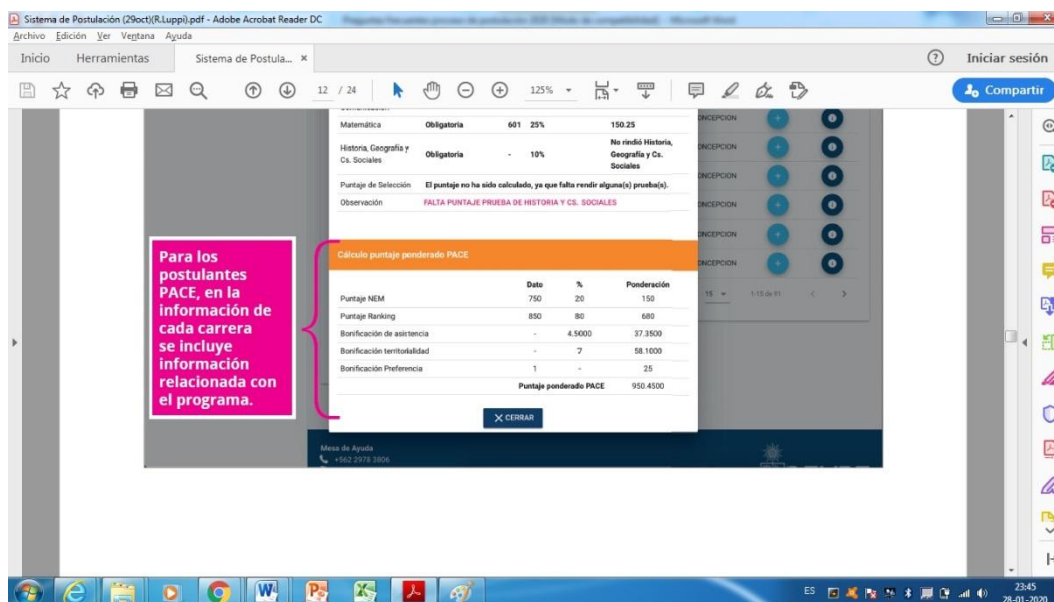 Sistema de Postulación (29oct)(R.Luppi).pdf - Adobe Acrobat Reader DC
Archivo Edición Ver Ventana Ayuda
Inicio Herramientas Sistema de Postula... × Iniciar sesión
12 / 24 125% Compartir
Matemática Obligatoria 601 25% 150.25
Historia, Geografía y Cs. Sociales Obligatoria - 10% No rindió Historia, Geografía y Cs. Sociales
Puntaje de Selección El puntaje no ha sido calculado, ya que falta rendir alguna(s) prueba(s).
Observación FALTA PUNTAJE PRUEBA DE HISTORIA Y CS. SOCIALES
Para los
postulantes
PACE, en la
información de
cada carrera
se incluye
información
relacionada con
el programa.
Cálculo puntaje ponderado PACE
Dato % Ponderación
Puntaje NEM 750 20 150
Puntaje Ranking 850 80 680
Bonificación de asistencia - 4.5000 37.3500
Bonificación territorialidad - 7 58.1000
Bonificación Preferencia 1 - 25
Puntaje ponderado PACE 950.4500
CERRAR
15 1-15 de 91
Mesa de Ayuda
+562 2978 3806
ES 23:45
28-01-2020